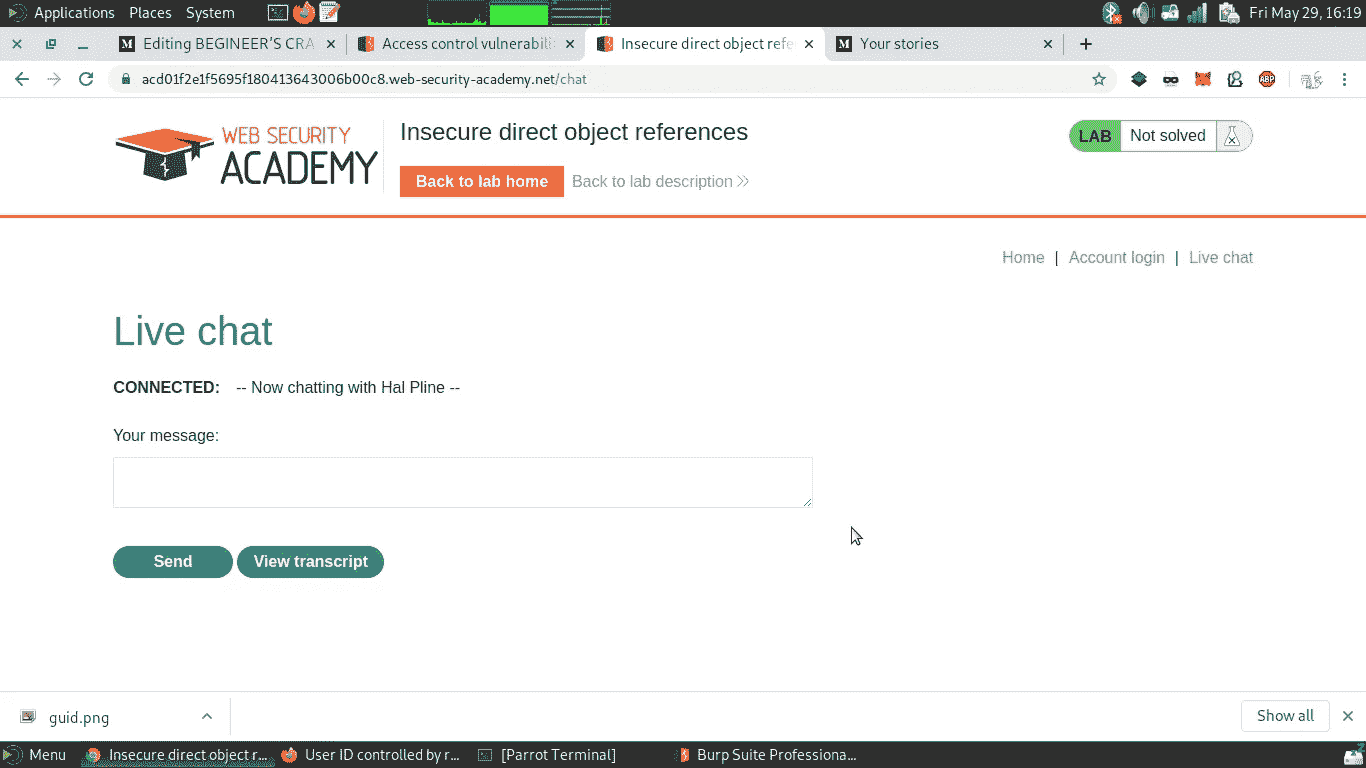 Applications Places System Fri May 29, 16:19
Editing BEGINEER'S CRA Access control vulnerabili Insecure direct object refe Your stories
acd01f2e1f5695f180413643006b00c8.web-security-academy.net/chat
WEB SECURITY
ACADEMY
Insecure direct object references
Back to lab home Back to lab description
LAB Not solved
Home | Account login | Live chat
Live chat
CONNECTED: -- Now chatting with Hal Pline --
Your message:
Send View transcript
guid.png Show all
Menu Insecure direct object r... User ID controlled by r... [Parrot Terminal] Burp Suite Professiona...